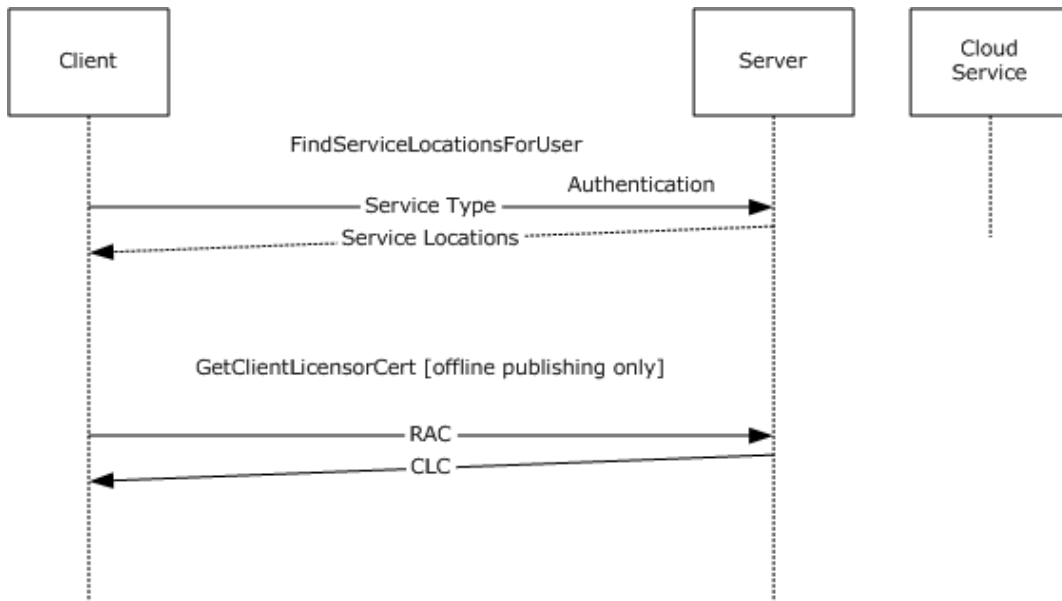 Client
Server
Cloud
Service
FindServiceLocationsForUser
Authentication
Service Type
Service Locations
GetClientLicensorCert [offline publishing only]
RAC
CLC